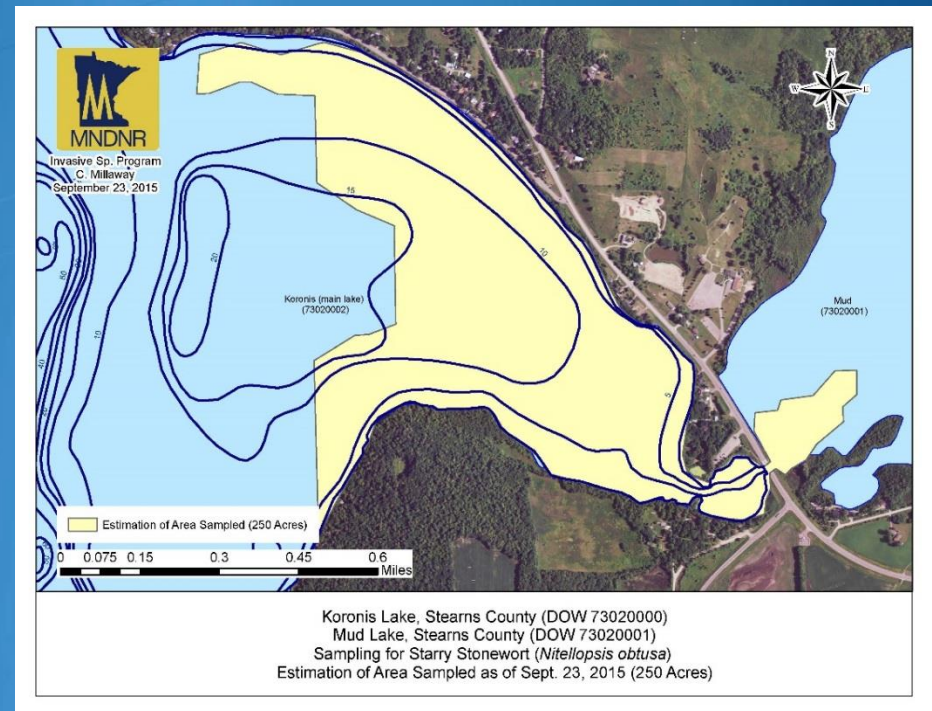 MNDNR
Invasive Sp. Program
C. Millaway
September 23, 2015
N
W E
S
15
10
20
Koronis (main lake)
(73020002)
Mud
(73020001)
50
10
40
5
Estimation of Area Sampled (250 Acres)
0 0.075 0.15 0.3 0.45 0.6
Miles
Koronis Lake, Stearns County (DOW 73020000)
Mud Lake, Stearns County (DOW 73020001)
Sampling for Starry Stonewort (Nitellopsis obtusa)
Estimation of Area Sampled as of Sept. 23, 2015 (250 Acres)